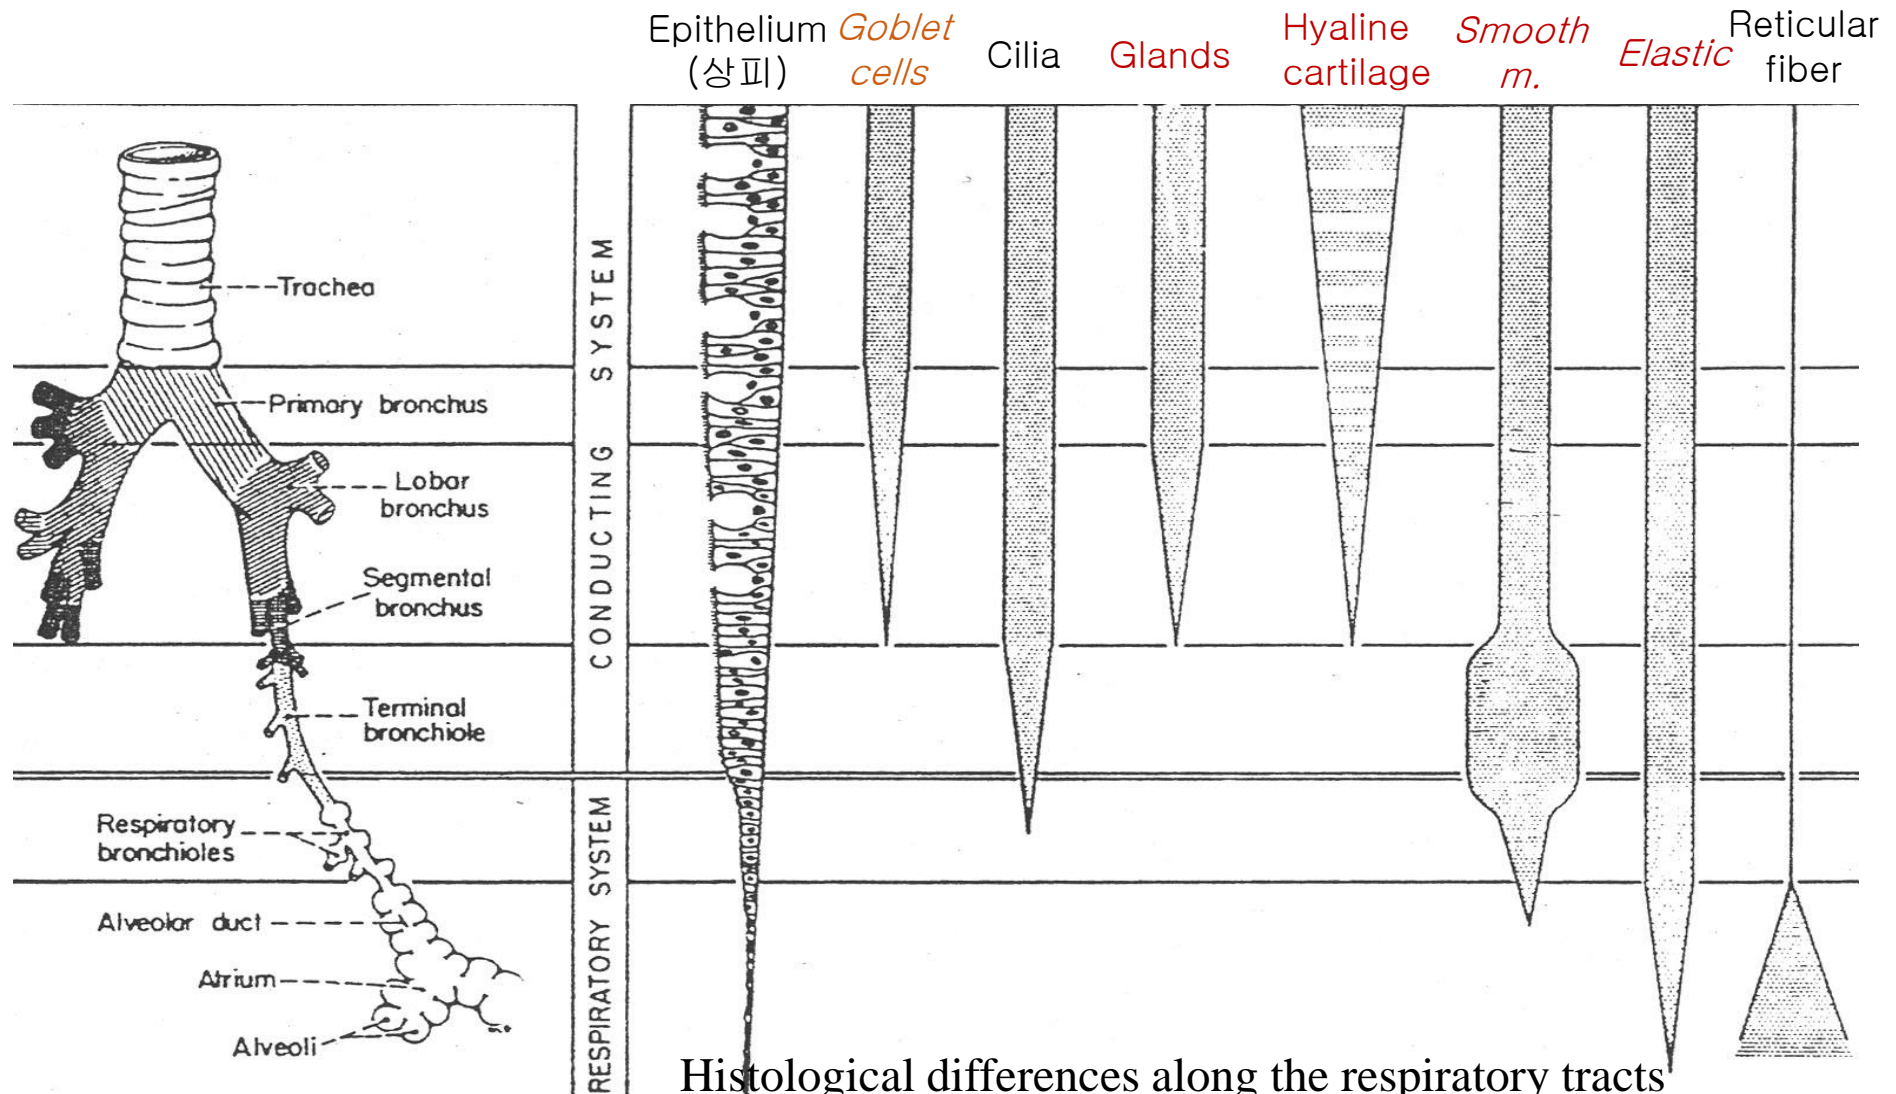 Epithelium
(상피)
Goblet
cells
Cilia
Glands
Hyaline
cartilage
Smooth
m.
Elastic
Reticular
fiber
Trachea
Primary bronchus
Lobar
bronchus
Segmental
bronchus
Terminal
bronchiole
Respiratory
bronchioles
Alveolar duct
Atrium
Alveoli
CONDUCTING SYSTEM
RESPIRATORY SYSTEM
Histological differences along the respiratory tracts